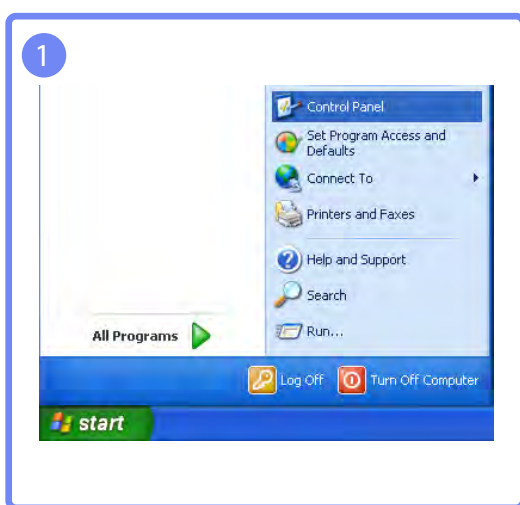 1
Control Panel
Set Program Access and
Defaults
Connect To
Printers and Faxes
Help and Support
Search
All Programs
Run...
Log Off
Turn Off Computer
start